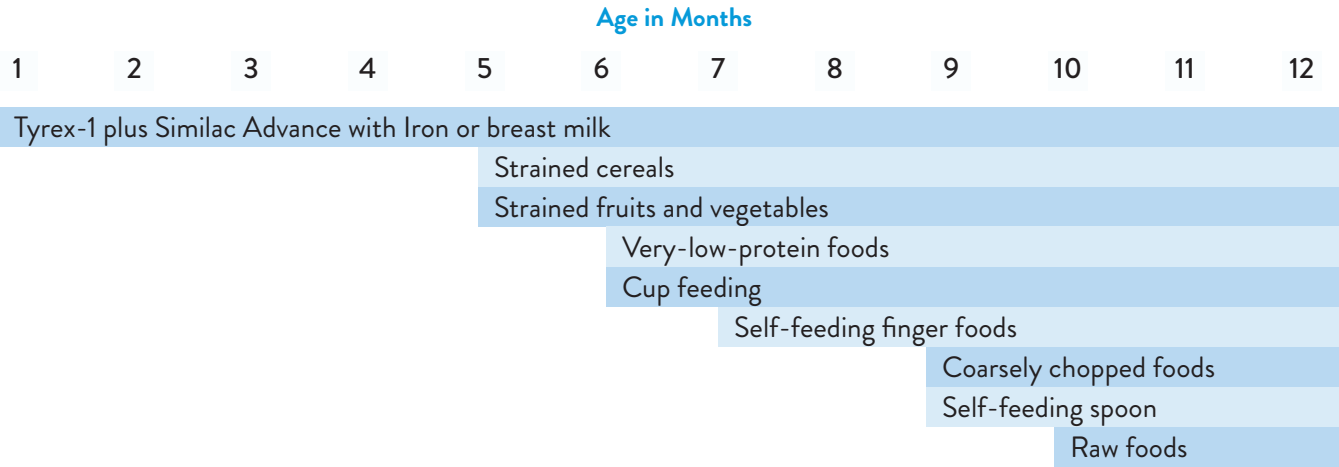 Age in Months
1 2 3 4 5 6 7 8 9 10 11 12
Tyrex-1 plus Similac Advance with Iron or breast milk
Strained cereals
Strained fruits and vegetables
Very-low-protein foods
Cup feeding
Self-feeding finger foods
Coarsely chopped foods
Self-feeding spoon
Raw foods